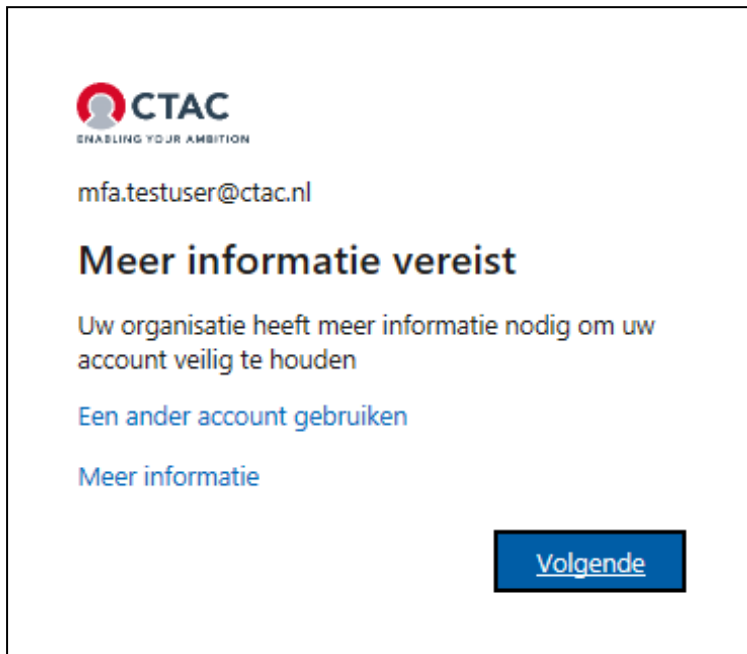 CTAC
ENABLING YOUR AMBITION
mfa.testuser@ctac.nl
Meer informatie vereist
Uw organisatie heeft meer informatie nodig om uw
account veilig te houden
Een ander account gebruiken
Meer informatie
Volgende